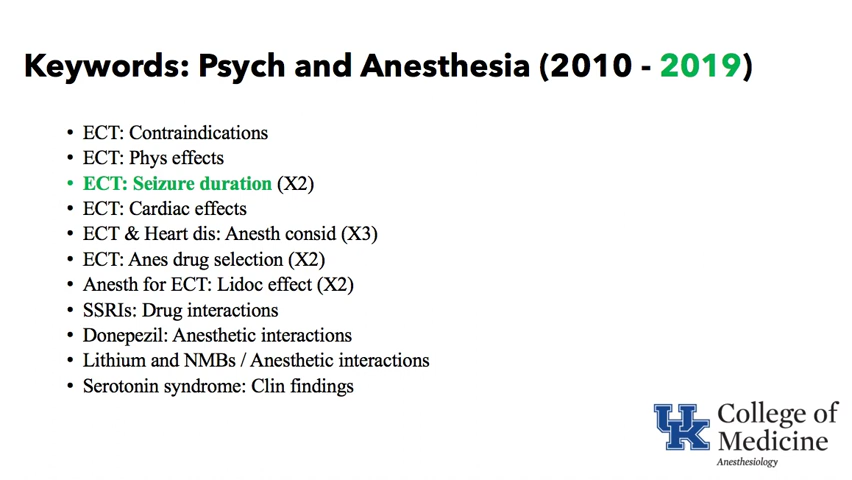 Keywords: Psych and Anesthesia (2010 - 2019)
• ECT: Contraindications
• ECT: Phys effects
• ECT: Seizure duration (X2)
• ECT: Cardiac effects
• ECT & Heart dis: Anesth consid (X3)
• ECT: Anes drug selection (X2)
• Anesth for ECT: Lidoc effect (X2)
• SSRIs: Drug interactions
• Donepezil: Anesthetic interactions
• Lithium and NMBs / Anesthetic interactions
• Serotonin syndrome: Clin findings
UK College of
Medicine
Anesthesiology